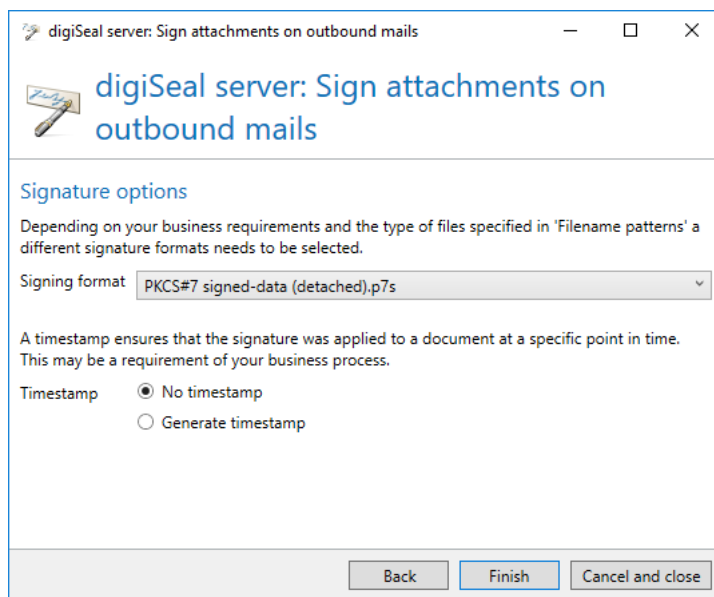 digiSeal server: Sign attachments on outbound mails
digiSeal server: Sign attachments on
outbound mails
Signature options
Depending on your business requirements and the type of files specified in 'Filename patterns' a
different signature formats needs to be selected.
Signing format
PKCS#7 signed-data (detached).p7s
A timestamp ensures that the signature was applied to a document at a specific point in time.
This may be a requirement of your business process.
Timestamp
No timestamp
Generate timestamp
Back
Finish
Cancel and close